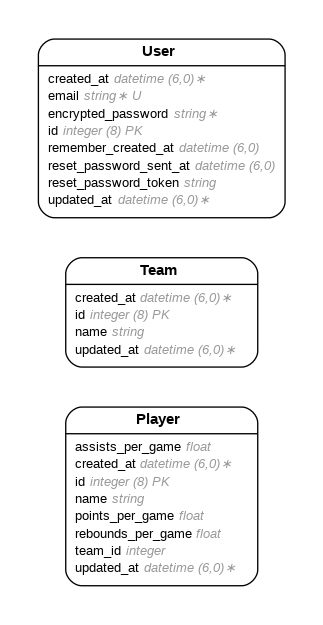 User
created_at datetime (6,0)∗
email string∗ U
encrypted_password string∗
id integer (8) PK
remember_created_at datetime (6,0)
reset_password_sent_at datetime (6,0)
reset_password_token string
updated_at datetime (6,0)∗
Team
created_at datetime (6,0)∗
id integer (8) PK
name string
updated_at datetime (6,0)∗
Player
assists_per_game float
created_at datetime (6,0)∗
id integer (8) PK
name string
points_per_game float
rebounds_per_game float
team_id integer
updated_at datetime (6,0)∗